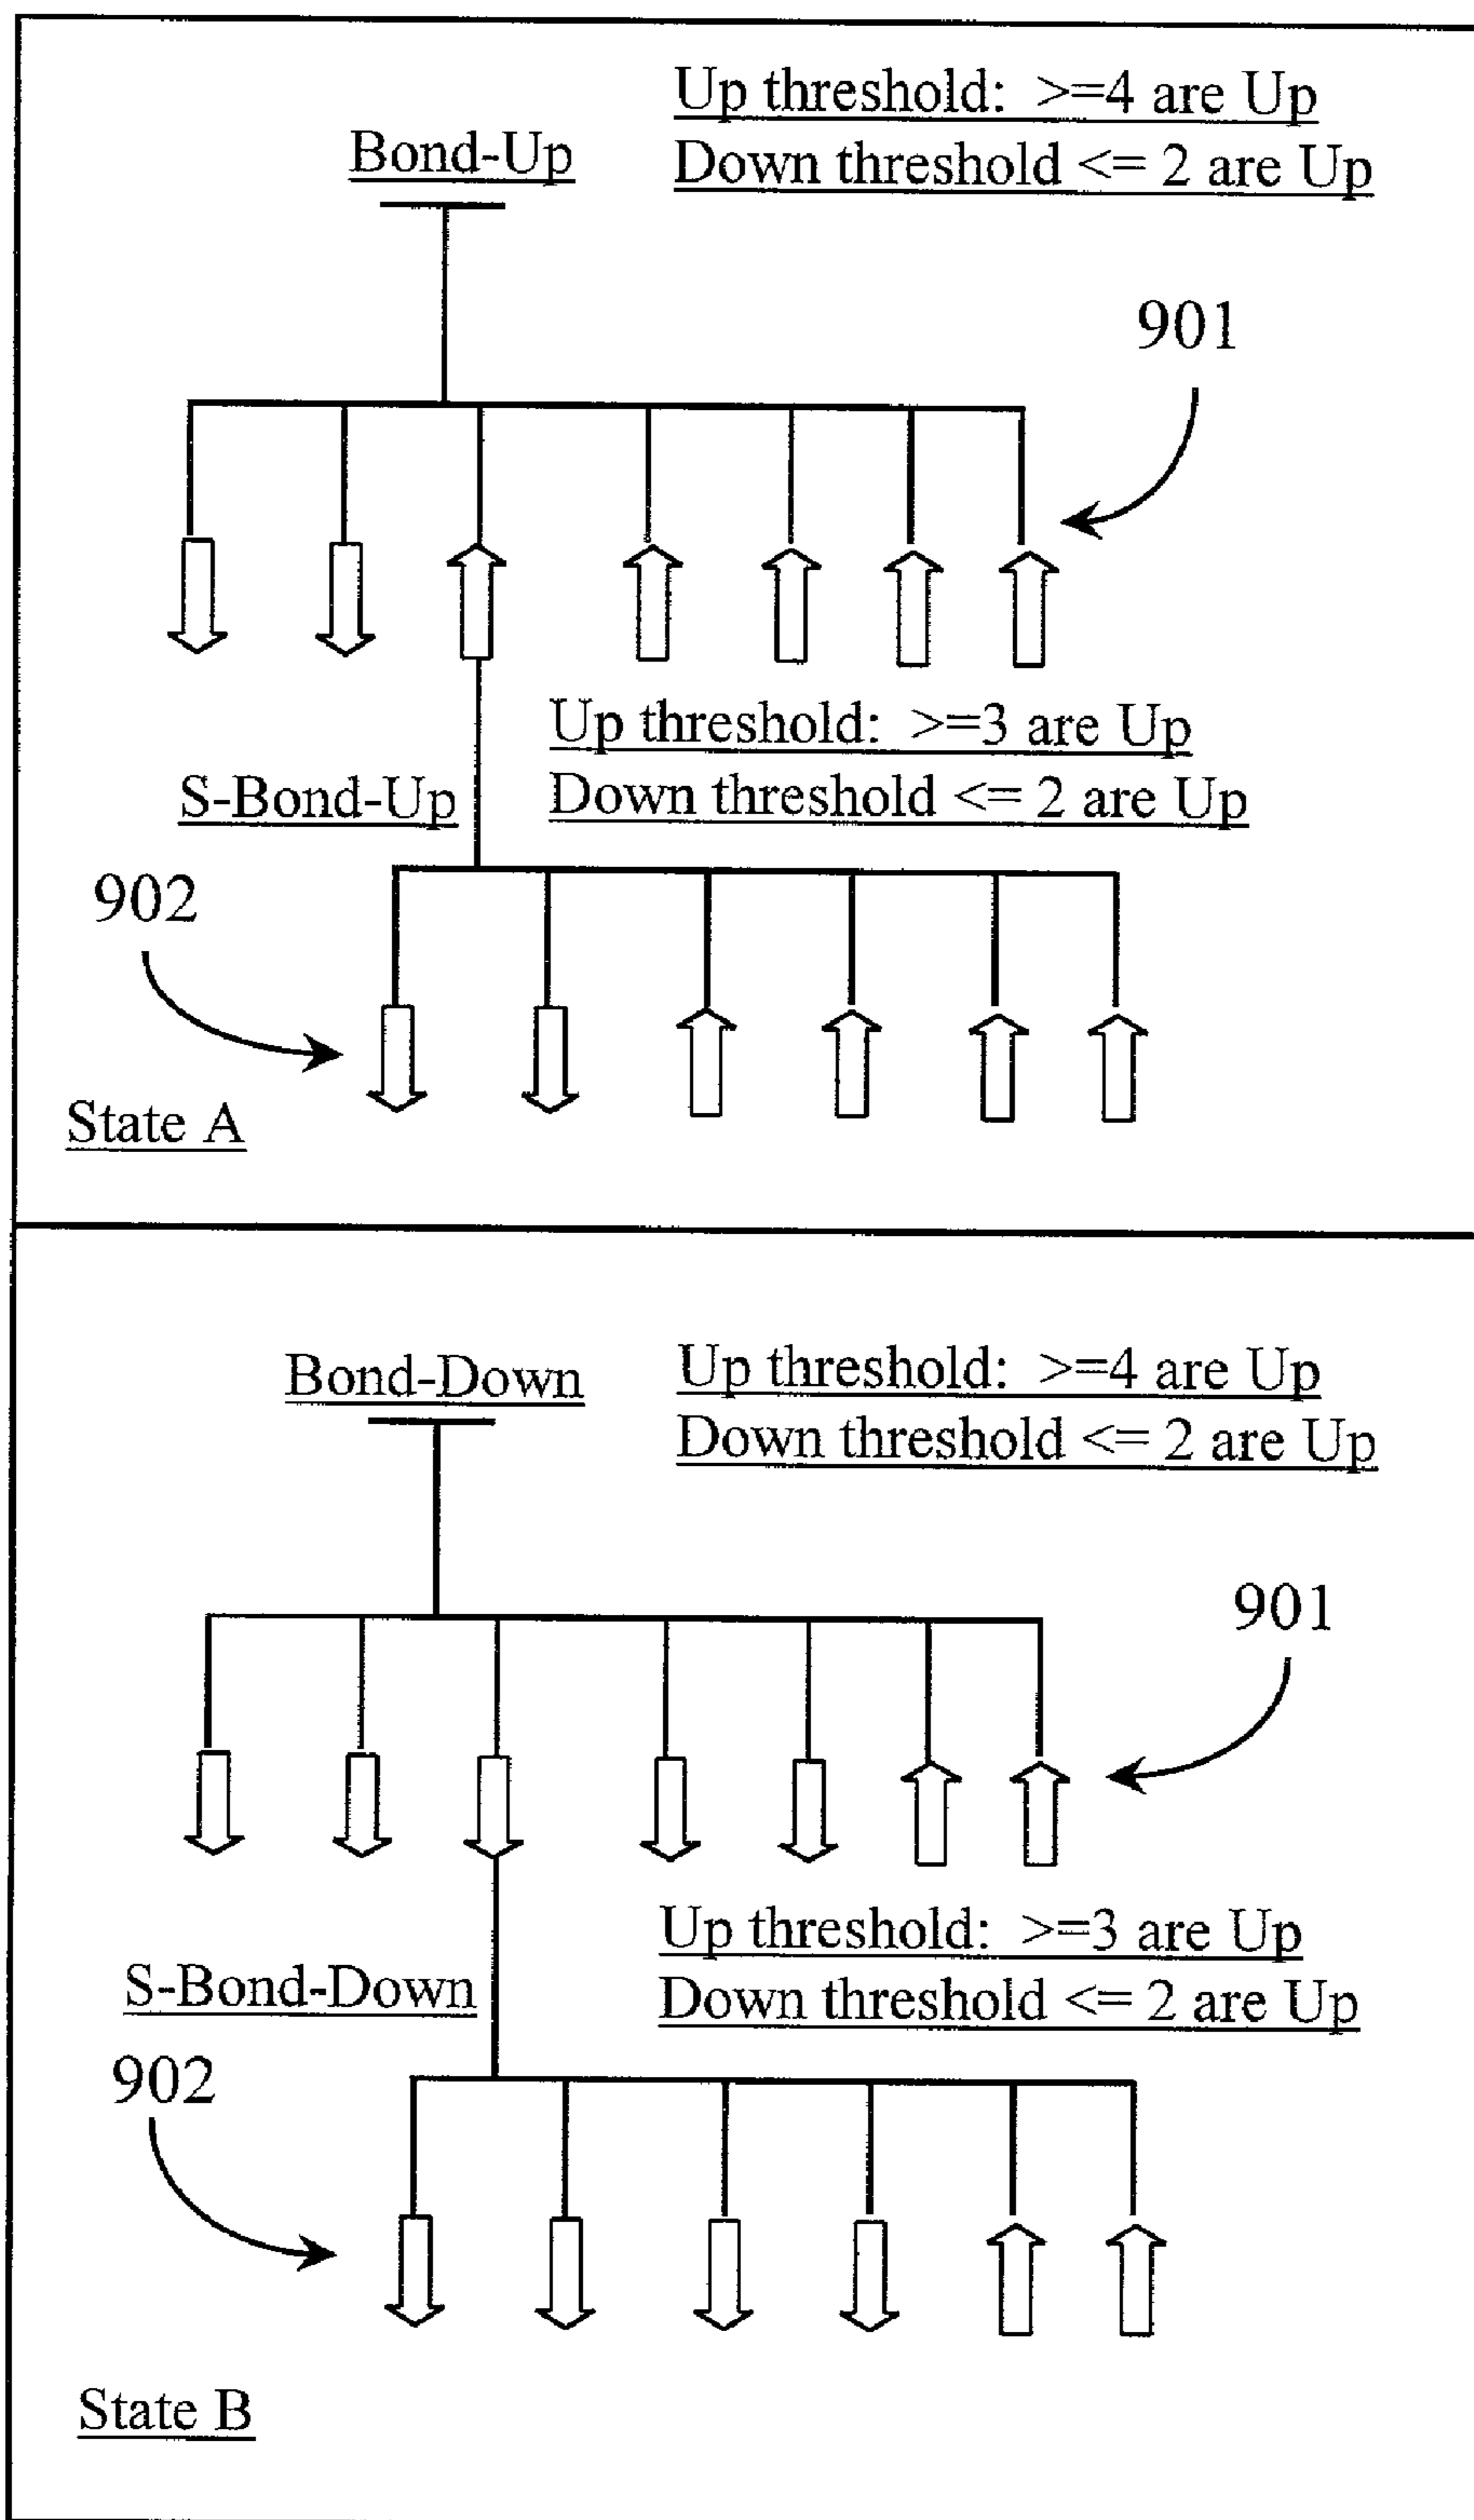 Up threshold: >=4 are Up
Bond-Up
Down threshold <= 2 are Up
901
Up threshold: >=3 are Up
S-Bond-Up
Down threshold <= 2 are Up
902
State A
Bond-Down
Up threshold: >=4 are Up
Down threshold <= 2 are Up
901
Up threshold: >=3 are Up
S-Bond-Down
Down threshold <= 2 are Up
902
State B